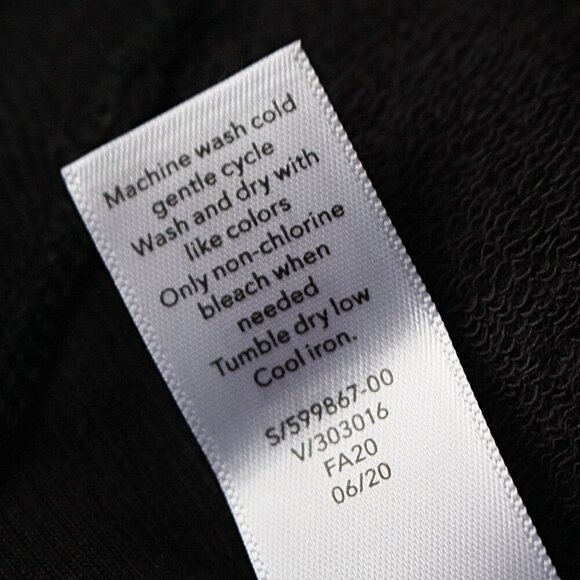 Machine wash cold
gentle cycle
Wash and dry with
like colors
Only non-chlorine
bleach when
needed
Tumble dry low
Cool iron.
S/599867-00
V/303016
FA20
06/20